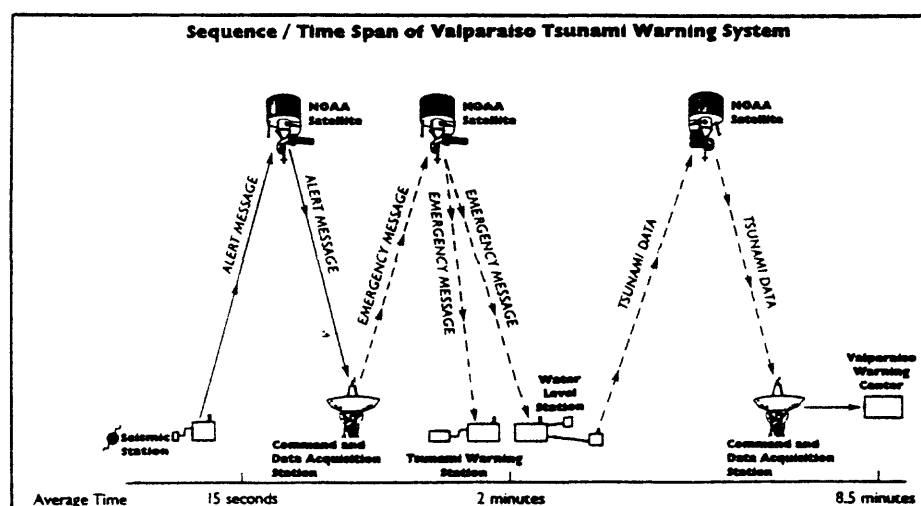 Sequence / Time Span of Valparaiso Tsunami Warning System
NOAA
Satellite
NOAA
Satellite
NOAA
Satellite
ALERT MESSAGE
ALERT MESSAGE
EMERGENCY MESSAGE
EMERGENCY MESSAGE
EMERGENCY MESSAGE
TSUNAMI DATA
TSUNAMI DATA
Seismic
Station
Command and
Data Acquisition
Station
Tsunami Warning
Station
Water
Level
Station
Command and
Data Acquisition
Station
Valparaiso
Warning
Center
Average Time
15 seconds
2 minutes
8.5 minutes